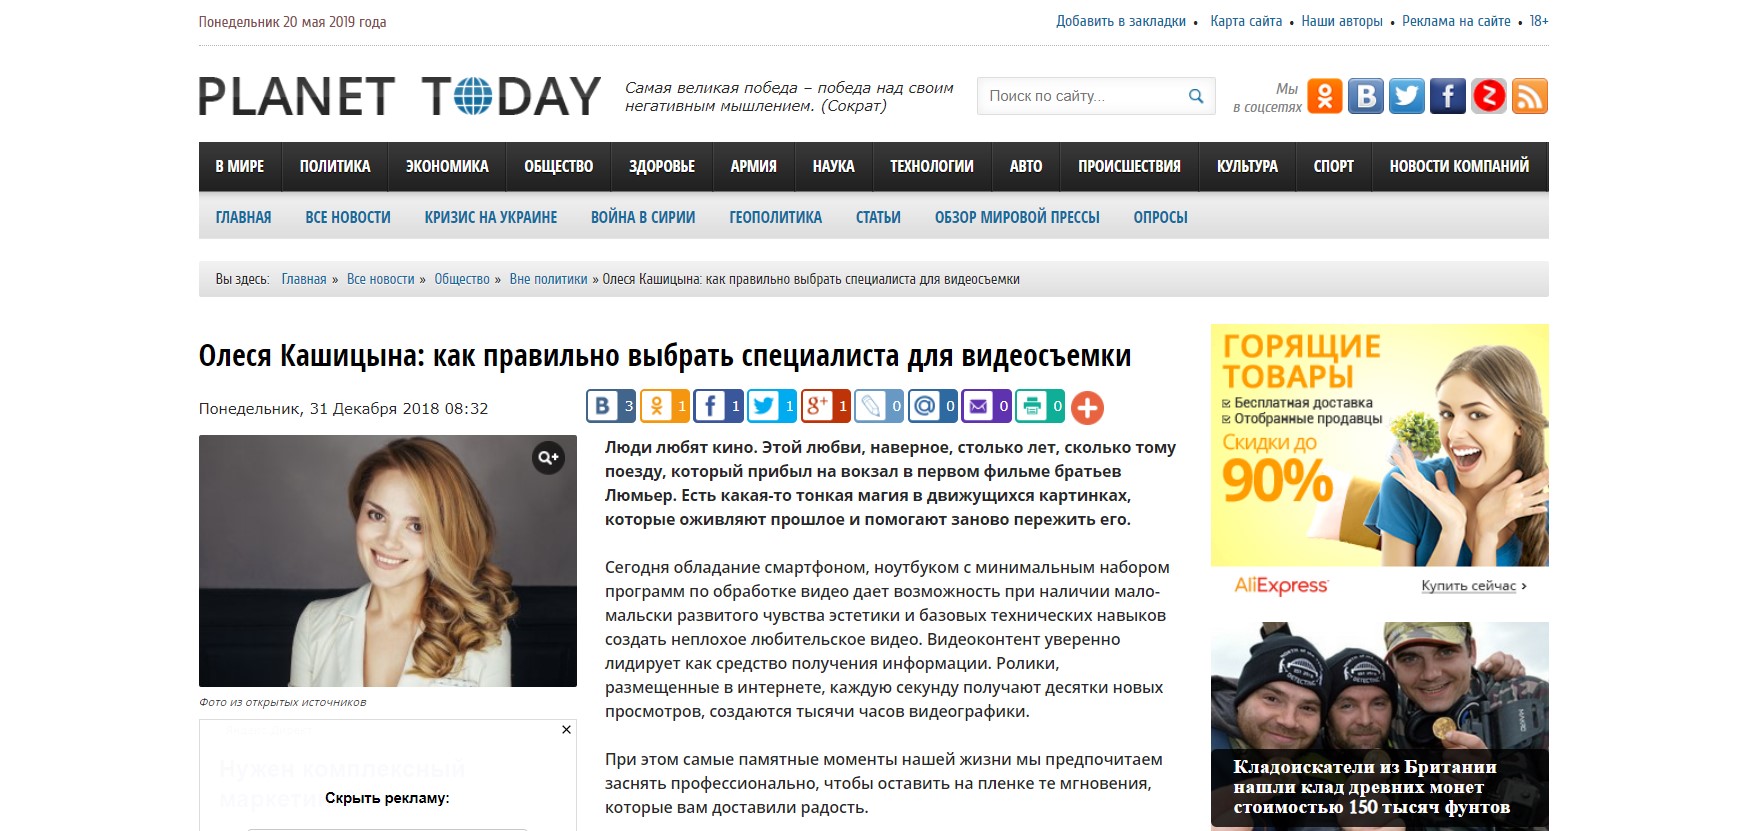 Понедельник 20 мая 2019 года
Добавить в закладки • Карта сайта • Наши авторы • Реклама на сайте • 18+
PLANET TODAY
Самая великая победа – победа над своим
негативным мышлением. (Сократ)
Поиск по сайту...
Мы
в соцсетях
В МИРЕ ПОЛИТИКА ЭКОНОМИКА ОБЩЕСТВО ЗДОРОВЬЕ АРМИЯ НАУКА ТЕХНОЛОГИИ АВТО ПРОИСШЕСТВИЯ КУЛЬТУРА СПОРТ НОВОСТИ КОМПАНИЙ
ГЛАВНАЯ ВСЕ НОВОСТИ КРИЗИС НА УКРАИНЕ ВОЙНА В СИРИИ ГЕОПОЛИТИКА СТАТЬИ ОБЗОР МИРОВОЙ ПРЕССЫ ОПРОСЫ
Вы здесь: Главная » Все новости » Общество » Вне политики » Олеся Кашицына: как правильно выбрать специалиста для видеосъемки
Олеся Кашицына: как правильно выбрать специалиста для видеосъемки
Понедельник, 31 Декабря 2018 08:32
3 1 1 1 1 0 0 0 0
Фото из открытых источников
Нужен комплексный
Скрыть рекламу:
Люди любят кино. Этой любви, наверное, столько лет, сколько тому
поезду, который прибыл на вокзал в первом фильме братьев
Люмьер. Есть какая-то тонкая магия в движущихся картинках,
которые оживляют прошлое и помогают заново пережить его.
Сегодня обладание смартфоном, ноутбуком с минимальным набором
программ по обработке видео дает возможность при наличии мало-
мальски развитого чувства эстетики и базовых технических навыков
создать неплохое любительское видео. Видеоконтент уверенно
лидирует как средство получения информации. Ролики,
размещенные в интернете, каждую секунду получают десятки новых
просмотров, создаются тысячи часов видеографики.
При этом самые памятные моменты нашей жизни мы предпочитаем
заснять профессионально, чтобы оставить на пленке те мгновения,
которые вам доставили радость.
ГОРЯЩИЕ
ТОВАРЫ
Бесплатная доставка
Отобранные продавцы
Скидки до
90%
AliExpress
Купить сейчас ›
Кладоискатели из Британии
нашли клад древних монет
стоимостью 150 тысяч фунтов